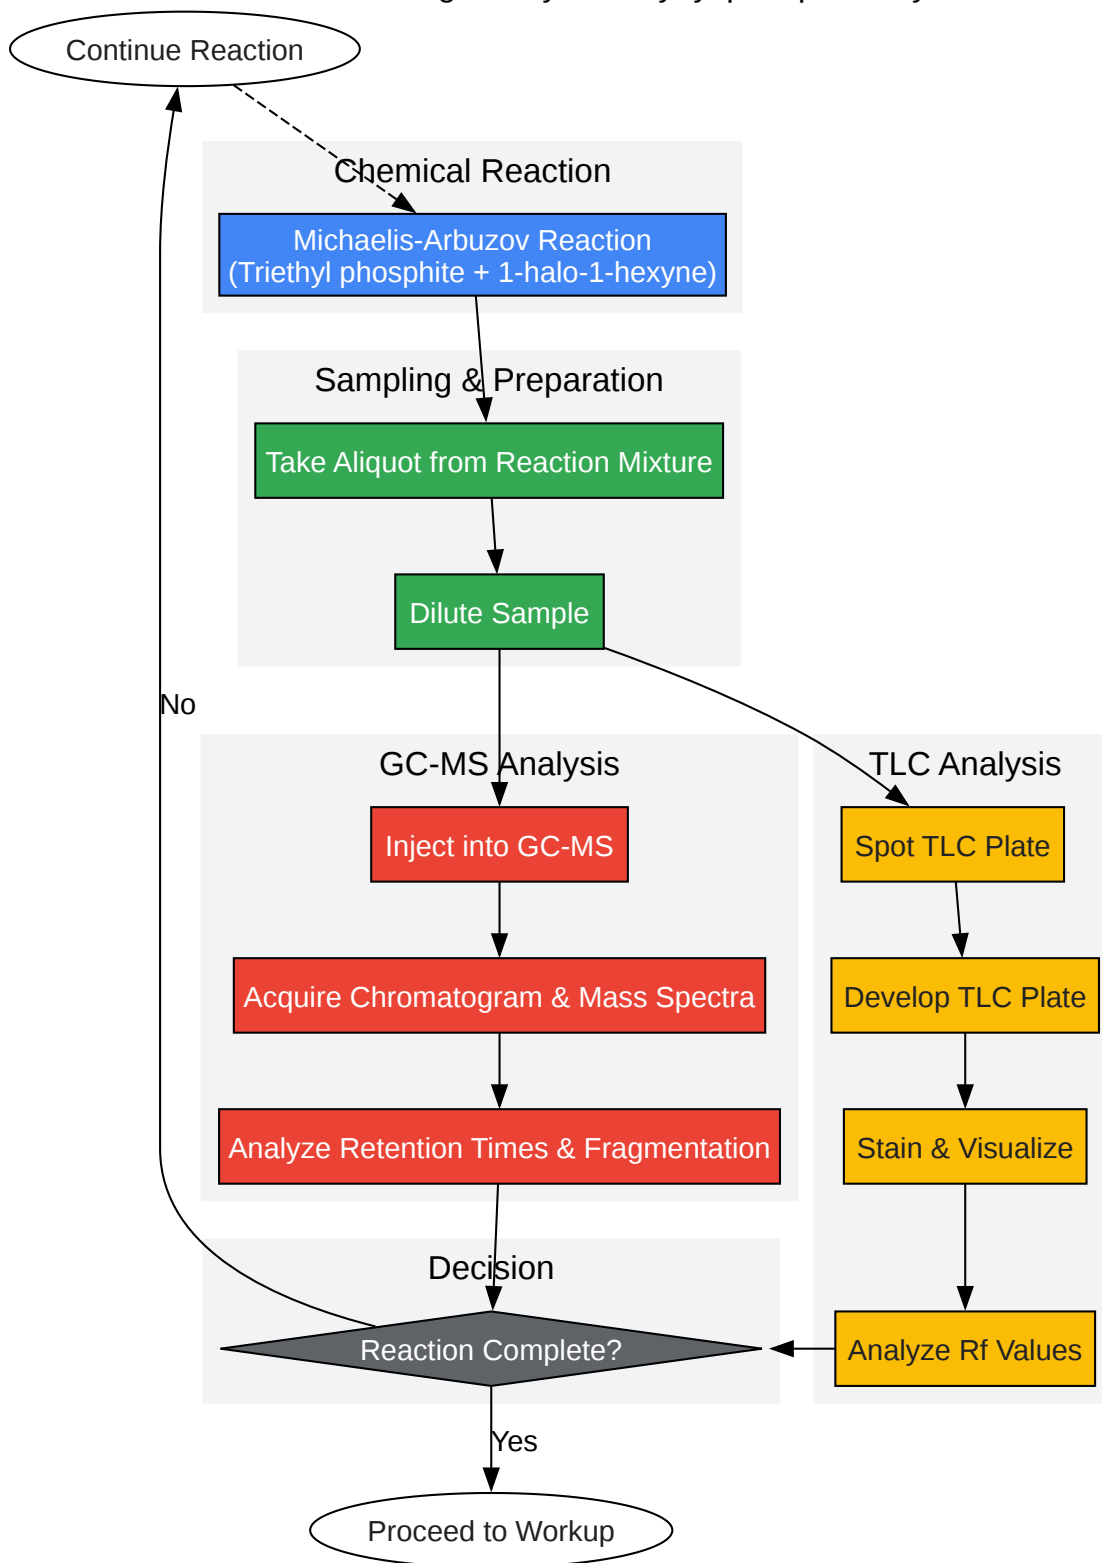 Continue Reaction
Chemical Reaction
Michaelis-Arbuzov Reaction
(Triethyl phosphite + 1-halo-1-hexyne)
Sampling & Preparation
Take Aliquot from Reaction Mixture
Dilute Sample
No
GC-MS Analysis
TLC Analysis
Inject into GC-MS
Spot TLC Plate
Acquire Chromatogram & Mass Spectra
Develop TLC Plate
Analyze Retention Times & Fragmentation
Stain & Visualize
Decision
Reaction Complete?
Analyze Rf Values
Yes
Proceed to Workup